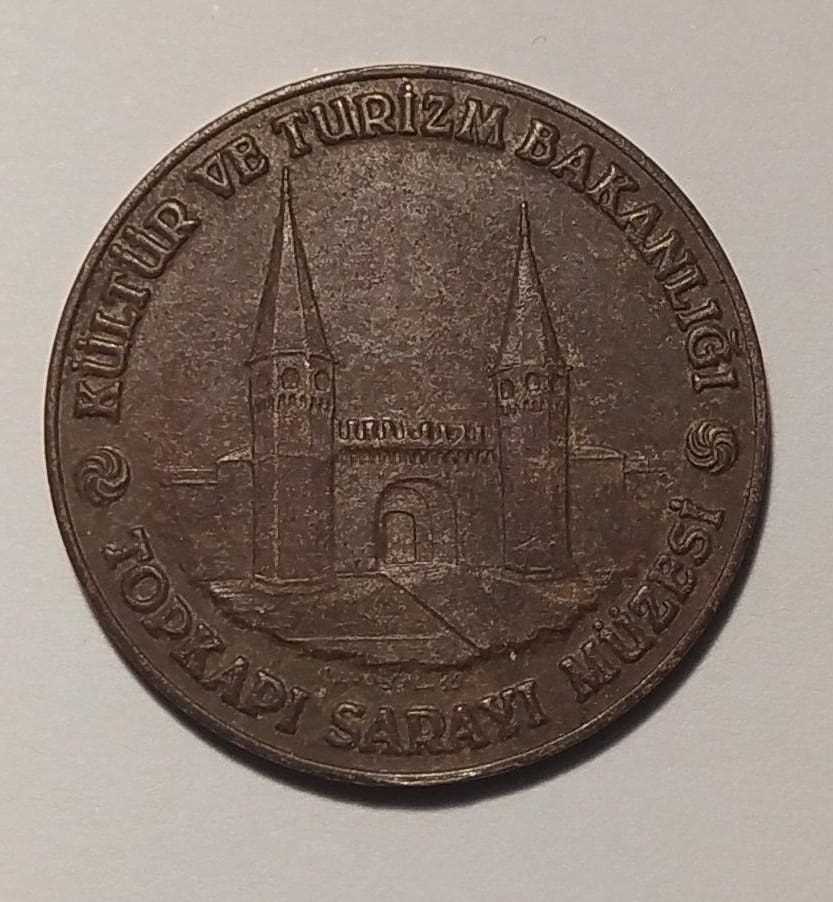 KÜLTÜR VE TURİZM BAKANLIĞI
TOPKAPI SARAYI MÜZESİ